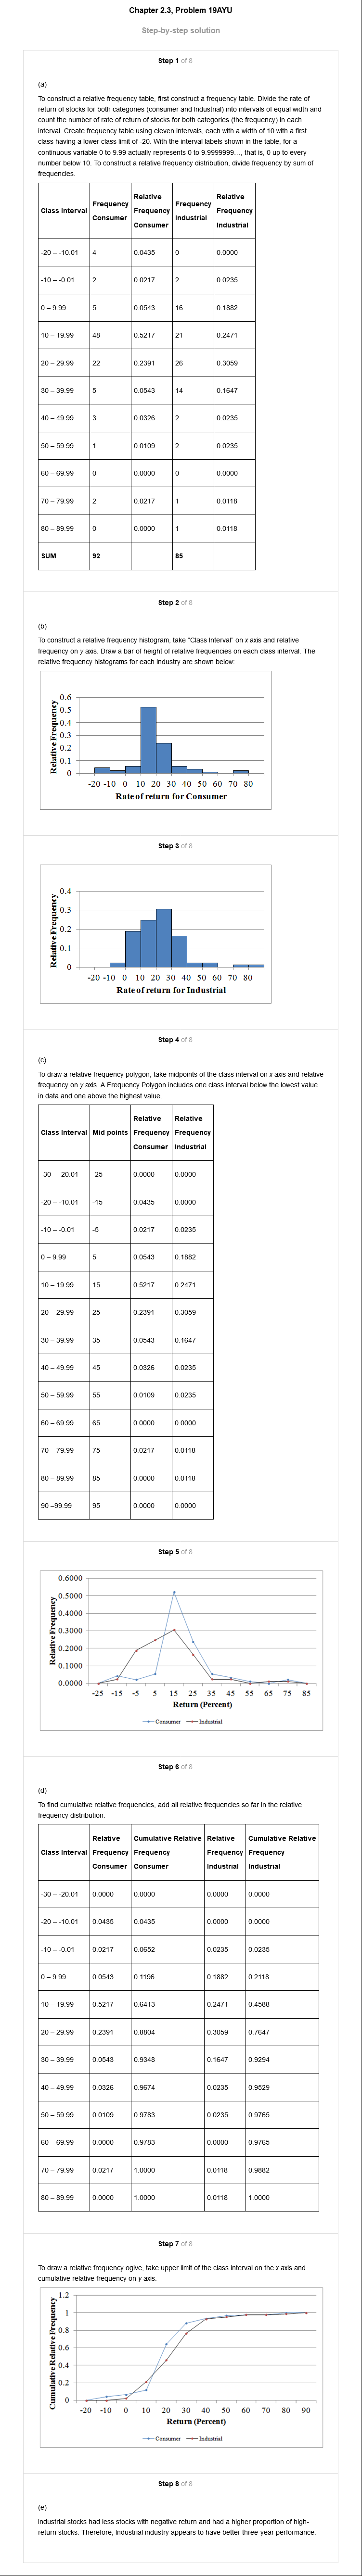 Chapter 2.3, Problem 19AYU
Step-by-step solution
Step 1 of 8
(a)
To construct a relative frequency table, first construct a frequency table. Divide the rate of
return of stocks for both categories (consumer and Industrial) into intervals of equal width and
count the number of rate of return of stocks for both categories (the frequency) in each
interval. Create frequency table using eleven intervals, each with a width of 10 with a first
class having a lower class limit of -20. With the interval labels shown in the table, for a
continuous variable 0 to 9.99 actually represents 0 to 9.9999999…, that is, 0 up to every
number below 10. To construct a relative frequency distribution, divide frequency by sum of
frequencies.
Class Interval Frequency Consumer Relative Frequency Consumer Frequency Industrial Relative Frequency Industrial
-20 – -10.01 4 0.0435 0 0.0000
-10 – -0.01 2 0.0217 2 0.0235
0 – 9.99 5 0.0543 16 0.1882
10 – 19.99 48 0.5217 21 0.2471
20 – 29.99 22 0.2391 26 0.3059
30 – 39.99 5 0.0543 14 0.1647
40 – 49.99 3 0.0326 2 0.0235
50 – 59.99 1 0.0109 2 0.0235
60 – 69.99 0 0.0000 0 0.0000
70 – 79.99 2 0.0217 1 0.0118
80 – 89.99 0 0.0000 1 0.0118
SUM 92 85
Step 2 of 8
(b)
To construct a relative frequency histogram, take "Class Interval" on x axis and relative
frequency on y axis. Draw a bar of height of relative frequencies on each class interval. The
relative frequency histograms for each industry are shown below:
Relative Frequency
0.6
0.5
0.4
0.3
0.2
0.1
0
-20 -10 0 10 20 30 40 50 60 70 80
Rate of return for Consumer
Step 3 of 8
Relative Frequency
0.4
0.3
0.2
0.1
0
-20 -10 0 10 20 30 40 50 60 70 80
Rate of return for Industrial
Step 4 of 8
(c)
To draw a relative frequency polygon, take midpoints of the class interval on x axis and relative
frequency on y axis. A Frequency Polygon includes one class interval below the lowest value
in data and one above the highest value.
Class Interval Mid points Relative Frequency Consumer Relative Frequency Industrial
-30 – -20.01 -25 0.0000 0.0000
-20 – -10.01 -15 0.0435 0.0000
-10 – -0.01 -5 0.0217 0.0235
0 – 9.99 5 0.0543 0.1882
10 – 19.99 15 0.5217 0.2471
20 – 29.99 25 0.2391 0.3059
30 – 39.99 35 0.0543 0.1647
40 – 49.99 45 0.0326 0.0235
50 – 59.99 55 0.0109 0.0235
60 – 69.99 65 0.0000 0.0000
70 – 79.99 75 0.0217 0.0118
80 – 89.99 85 0.0000 0.0118
90 –99.99 95 0.0000 0.0000
Step 5 of 8
Relative Frequency
0.6000
0.5000
0.4000
0.3000
0.2000
0.1000
0.0000
-25 -15 -5 5 15 25 35 45 55 65 75 85
Return (Percent)
Consumer Industrial
Step 6 of 8
(d)
To find cumulative relative frequencies, add all relative frequencies so far in the relative
frequency distribution.
Class Interval Relative Frequency Consumer Cumulative Relative Frequency Consumer Relative Frequency Industrial Cumulative Relative Frequency Industrial
-30 – -20.01 0.0000 0.0000 0.0000 0.0000
-20 – -10.01 0.0435 0.0435 0.0000 0.0000
-10 – -0.01 0.0217 0.0652 0.0235 0.0235
0 – 9.99 0.0543 0.1196 0.1882 0.2118
10 – 19.99 0.5217 0.6413 0.2471 0.4588
20 – 29.99 0.2391 0.8804 0.3059 0.7647
30 – 39.99 0.0543 0.9348 0.1647 0.9294
40 – 49.99 0.0326 0.9674 0.0235 0.9529
50 – 59.99 0.0109 0.9783 0.0235 0.9765
60 – 69.99 0.0000 0.9783 0.0000 0.9765
70 – 79.99 0.0217 1.0000 0.0118 0.9882
80 – 89.99 0.0000 1.0000 0.0118 1.0000
Step 7 of 8
To draw a relative frequency ogive, take upper limit of the class interval on the x axis and
cumulative relative frequency on y axis.
Cumulative Relative Frequency
1.2
1
0.8
0.6
0.4
0.2
0
-20 -10 0 10 20 30 40 50 60 70 80 90
Return (Percent)
Consumer Industrial
Step 8 of 8
(e)
Industrial stocks had less stocks with negative return and had a higher proportion of high-
return stocks. Therefore, Industrial industry appears to have better three-year performance.